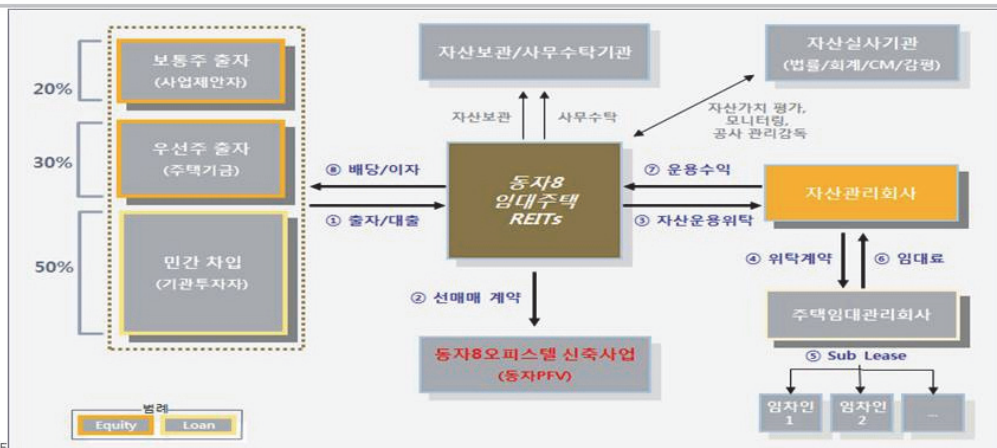 20%
보통주 출자
(사업제안자)
30%
우선주 출자
(주택기금)
50%
민간 차입
(기관투자자)
범례
Equity
Loan
⑧ 배당/이자
① 출자/대출
자산보관/사무수탁기관
자산보관
사무수탁
동자8
임대주택
REITs
② 선매매 계약
동자8오피스텔 신축사업
(동자PFV)
자산실사기관
(법률/회계/CM/감평)
자산가치 평가,
모니터링,
공사 관리감독
⑦ 운용수익
③ 자산운용위탁
자산관리회사
④ 위탁계약
⑥ 임대료
주택임대관리회사
⑤ Sub Lease
임차인
1
임차인
2
...